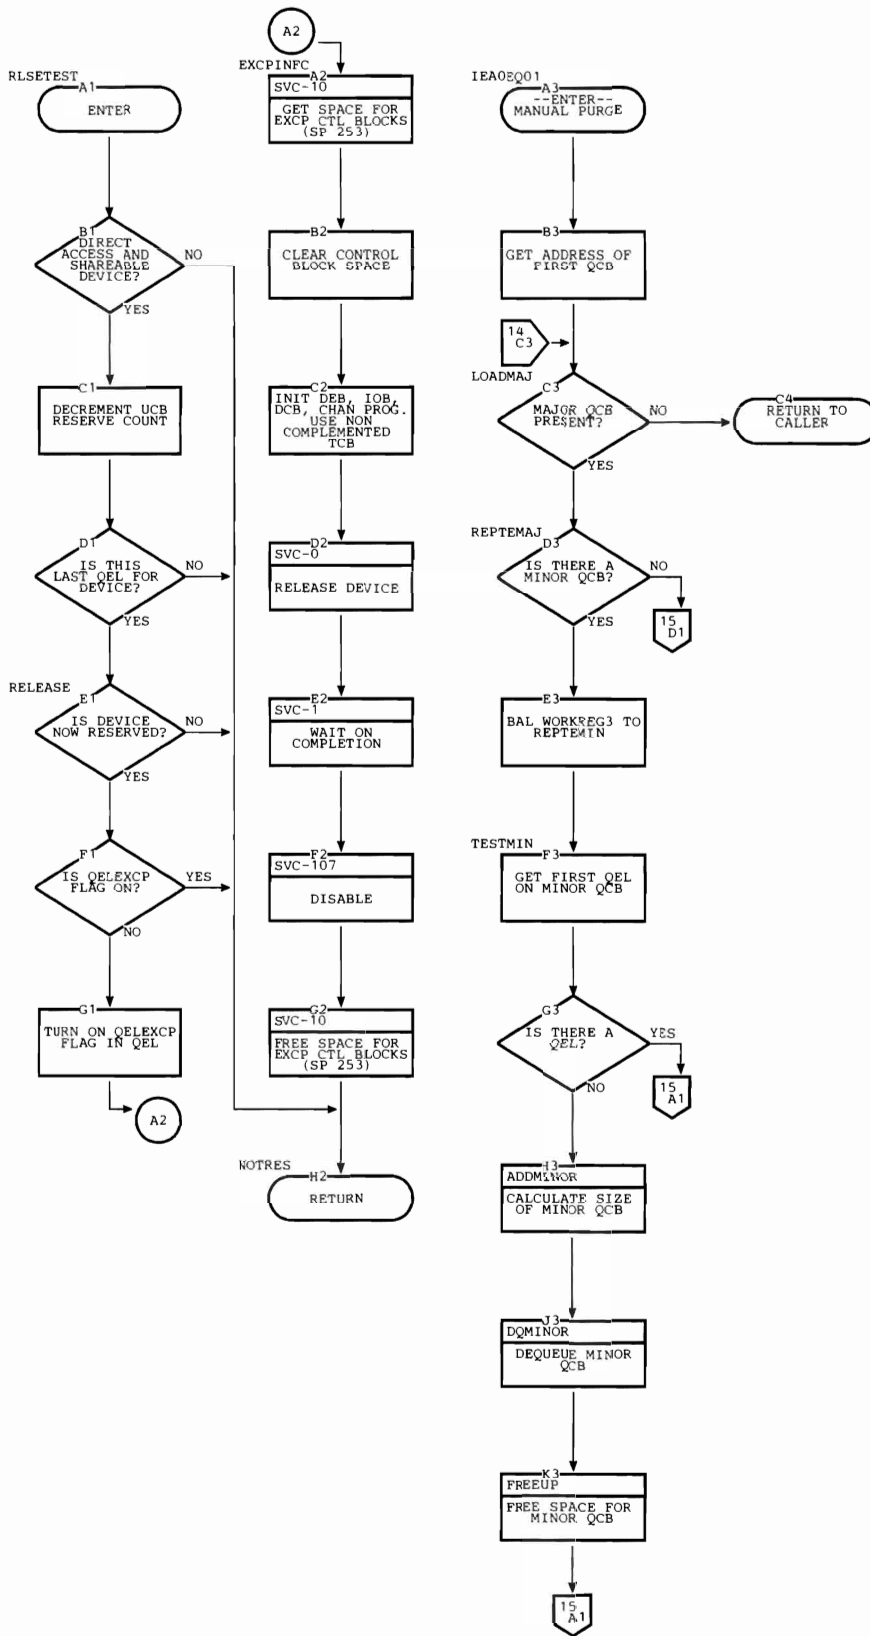 RLSETEST
A1
ENTER
B1
DIRECT
ACCESS AND
SHAREABLE
DEVICE?
NO
YES
C1
DECREMENT UCB
RESERVE COUNT
D1
IS THIS
LAST QEL FOR
DEVICE?
NO
YES
RELEASE
E1
IS DEVICE
NOW RESERVED?
NO
YES
F1
IS QELEXCP
FLAG ON?
YES
NO
G1
TURN ON QELEXCP
FLAG IN QEL
A2
A2
EXCPINFC
A2
SVC-10
GET SPACE FOR
EXCP CTL BLOCKS
(SP 253)
B2
CLEAR CONTROL
BLOCK SPACE
C2
INIT DEB, IOB,
DCB, CHAN PROG.
USE NON
COMPLEMENTED
TCB
D2
SVC-0
RELEASE DEVICE
E2
SVC-1
WAIT ON
COMPLETION
F2
SVC-107
DISABLE
G2
SVC-10
FREE SPACE FOR
EXCP CTL BLOCKS
(SP 253)
NOTRES
H2
RETURN
IEA0EQ01
A3
--ENTER--
MANUAL PURGE
B3
GET ADDRESS OF
FIRST QCB
14
C3
LOADMAJ
C3
MAJOR QCB
PRESENT?
NO
YES
C4
RETURN TO
CALLER
REPTEMAJ
D3
IS THERE A
MINOR QCB?
NO
YES
15
D1
E3
BAL WORKREG3 TO
REPTEMIN
TESTMIN
F3
GET FIRST QEL
ON MINOR QCB
G3
IS THERE A
QEL?
YES
NO
15
A1
H3
ADDMINOR
CALCULATE SIZE
OF MINOR QCB
J3
DQMINOR
DEQUEUE MINOR
QCB
K3
FREEUP
FREE SPACE FOR
MINOR QCB
15
A1